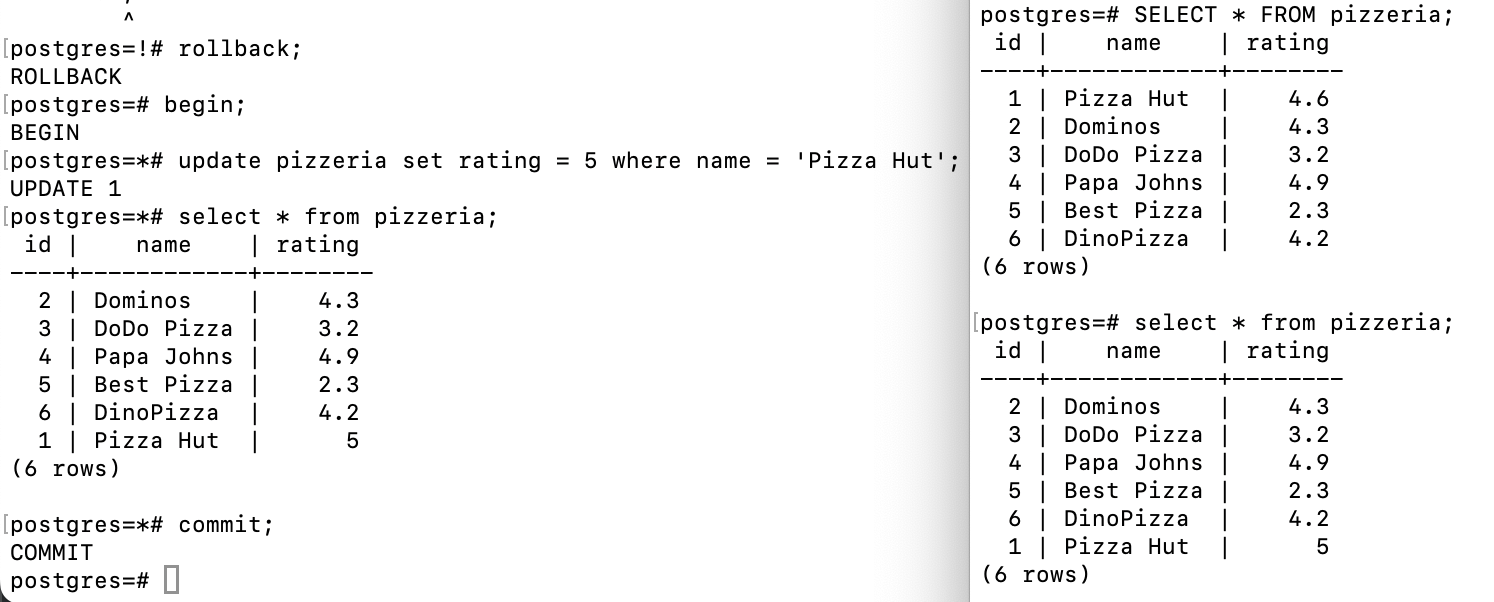 ^
[postgres=!# rollback;
ROLLBACK
[postgres=# begin;
BEGIN
[postgres=*# update pizzeria set rating = 5 where name = 'Pizza Hut';
UPDATE 1
[postgres=*# select * from pizzeria;
 id |    name    | rating
----+------------+--------
  2 | Dominos    |    4.3
  3 | DoDo Pizza |    3.2
  4 | Papa Johns |    4.9
  5 | Best Pizza |    2.3
  6 | DinoPizza  |    4.2
  1 | Pizza Hut  |      5
(6 rows)
[postgres=*# commit;
COMMIT
postgres=#
postgres=# SELECT * FROM pizzeria;
 id |    name    | rating
----+------------+--------
  1 | Pizza Hut  |    4.6
  2 | Dominos    |    4.3
  3 | DoDo Pizza |    3.2
  4 | Papa Johns |    4.9
  5 | Best Pizza |    2.3
  6 | DinoPizza  |    4.2
(6 rows)
[postgres=# select * from pizzeria;
 id |    name    | rating
----+------------+--------
  2 | Dominos    |    4.3
  3 | DoDo Pizza |    3.2
  4 | Papa Johns |    4.9
  5 | Best Pizza |    2.3
  6 | DinoPizza  |    4.2
  1 | Pizza Hut  |      5
(6 rows)